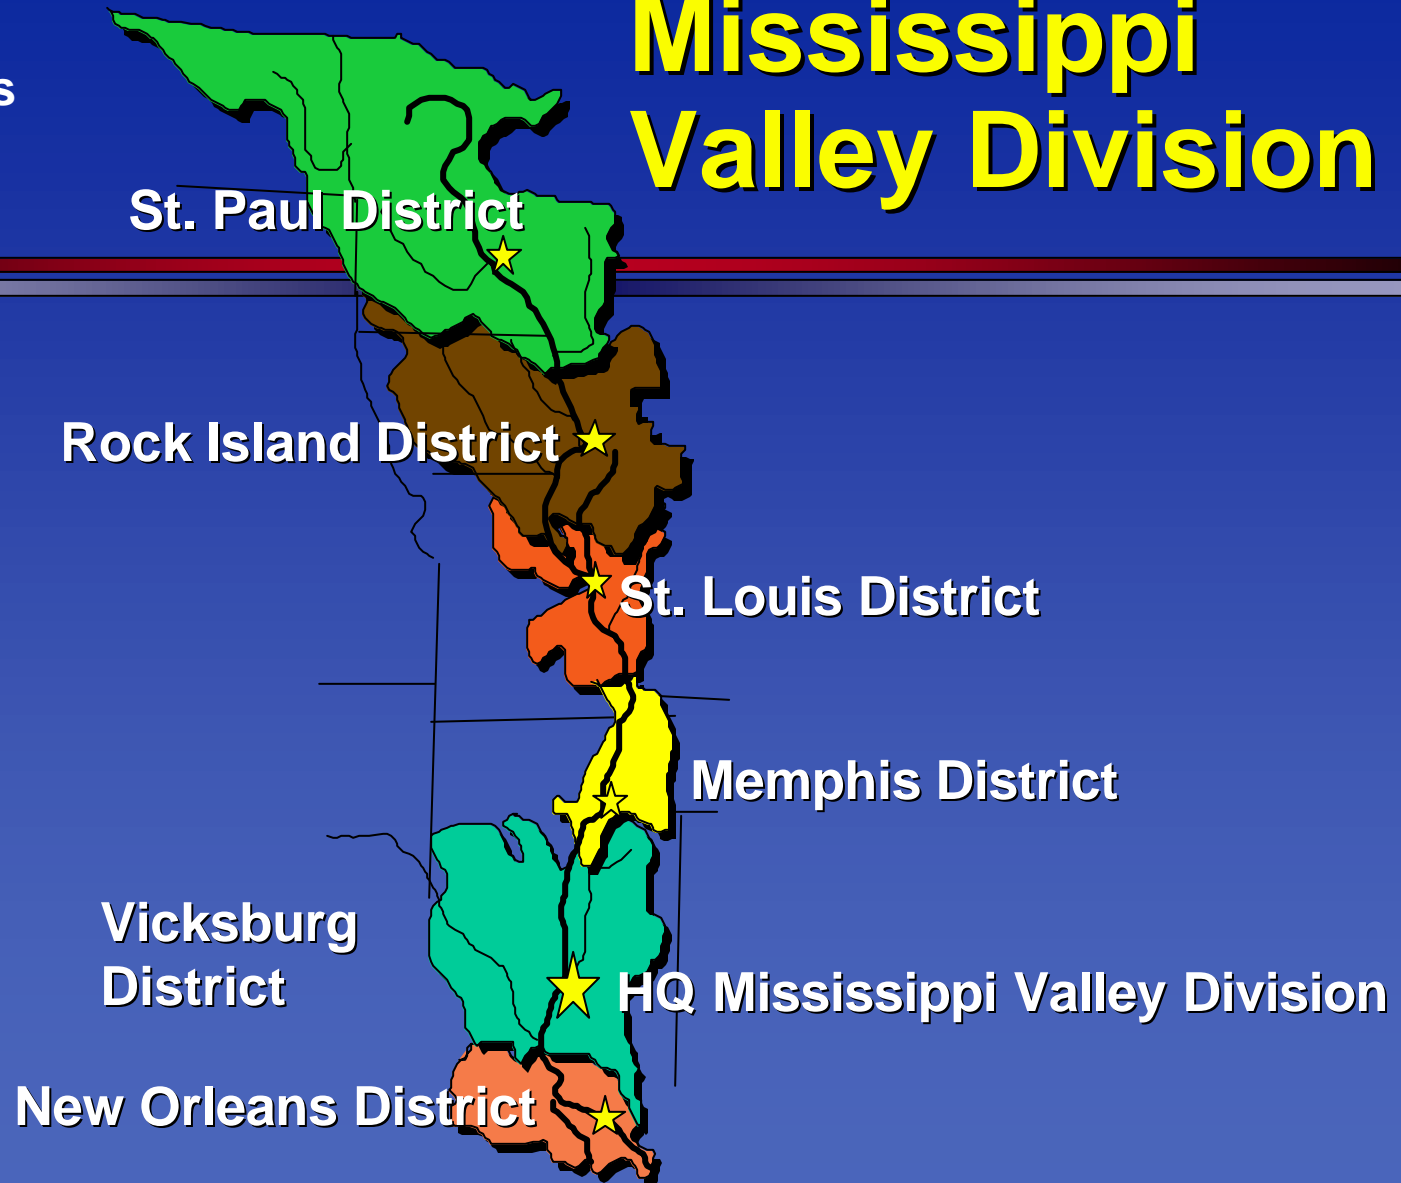 Mississippi
Valley Division
s
St. Paul District
Rock Island District
St. Louis District
Memphis District
Vicksburg
District
HQ Mississippi Valley Division
New Orleans District